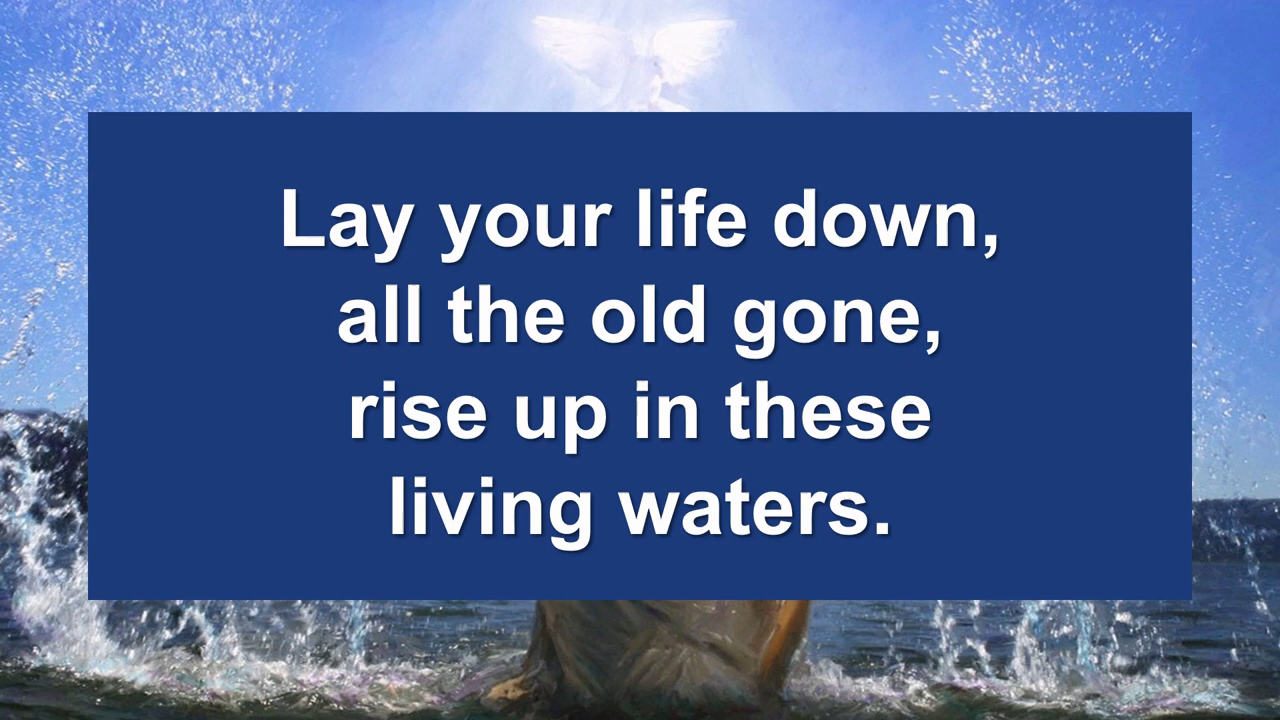 Lay your life down,
all the old gone,
rise up in these
living waters.